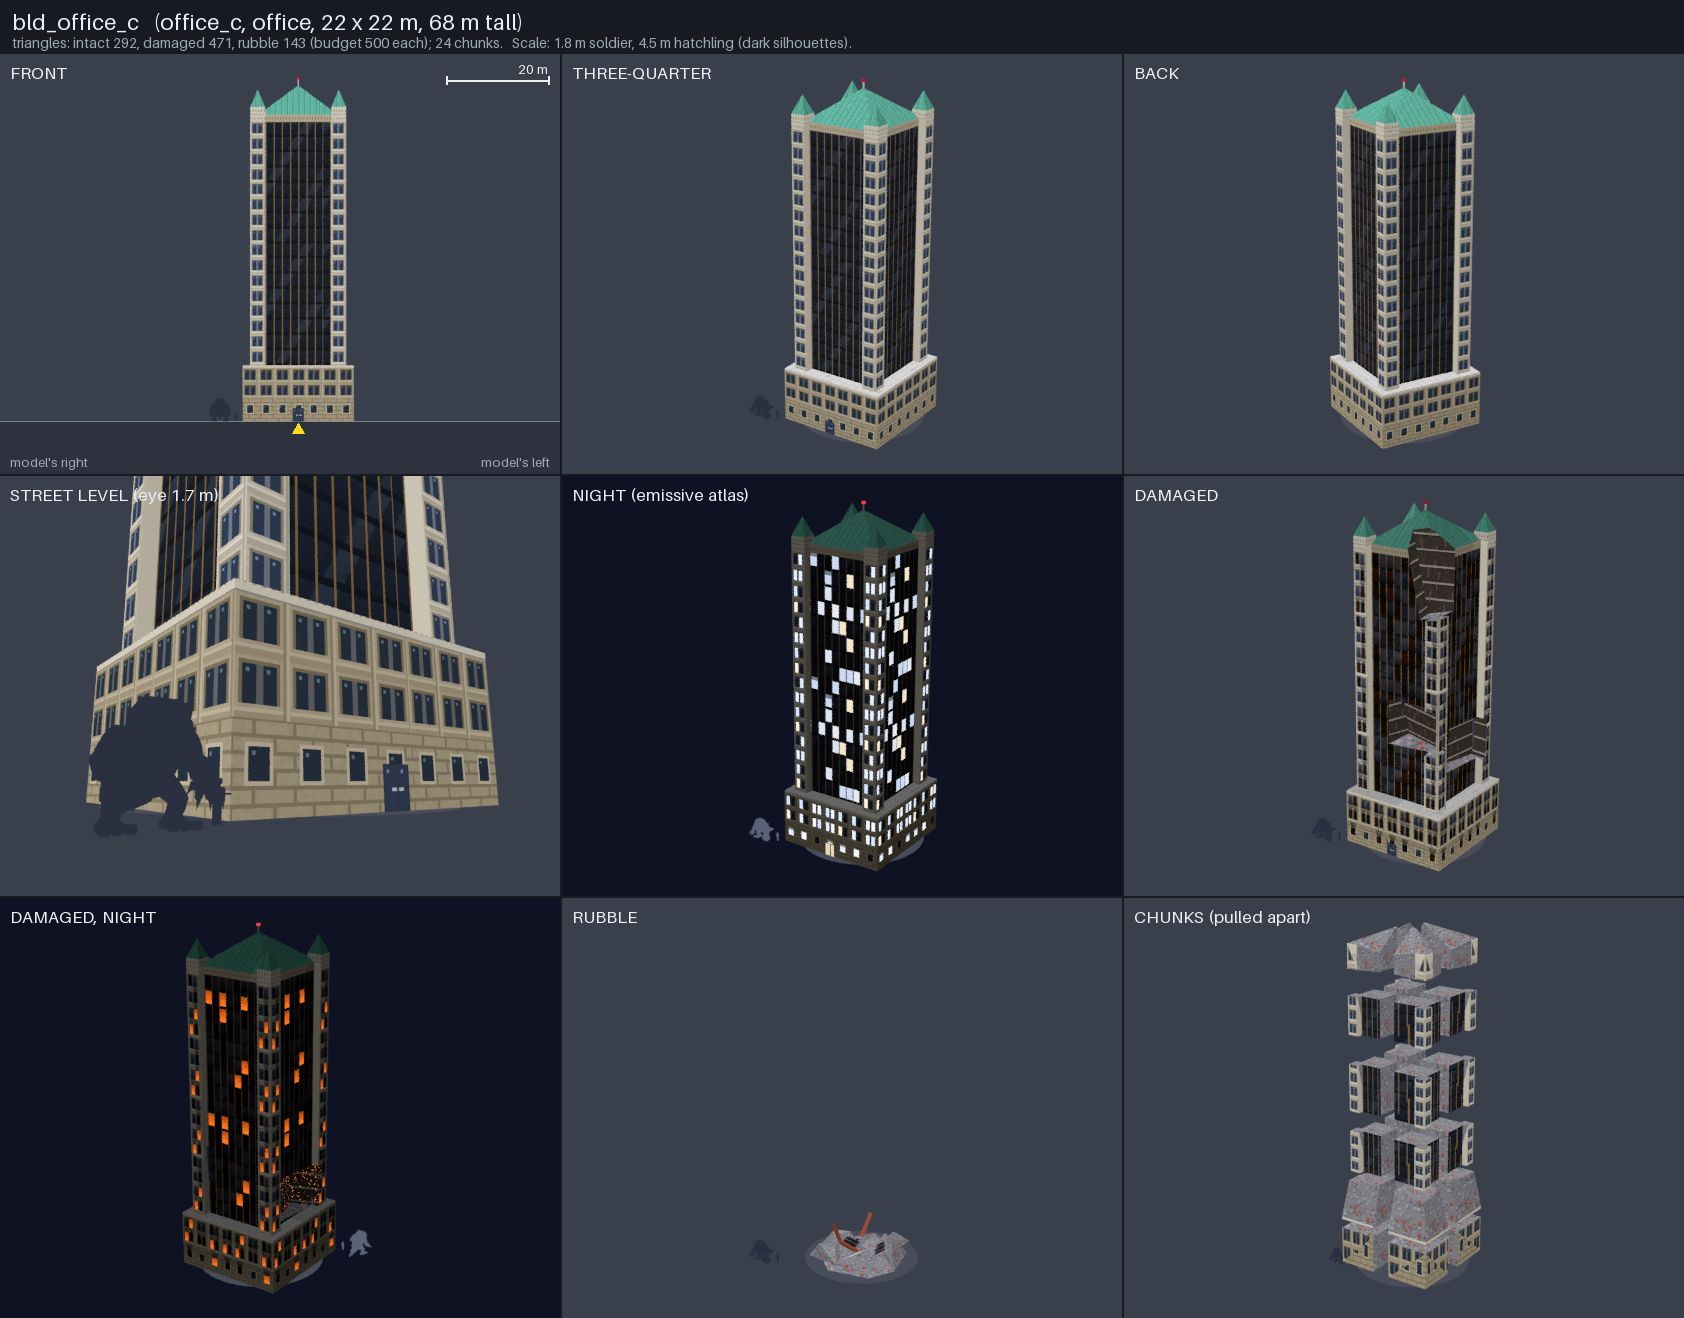 bld_office_c (office_c, office, 22 x 22 m, 68 m tall)
triangles: intact 292, damaged 471, rubble 143 (budget 500 each); 24 chunks. Scale: 1.8 m soldier, 4.5 m hatchling (dark silhouettes).
FRONT
20 m
THREE-QUARTER
BACK
model's right
model's left
STREET LEVEL (eye 1.7 m)
NIGHT (emissive atlas)
DAMAGED
DAMAGED, NIGHT
RUBBLE
CHUNKS (pulled apart)